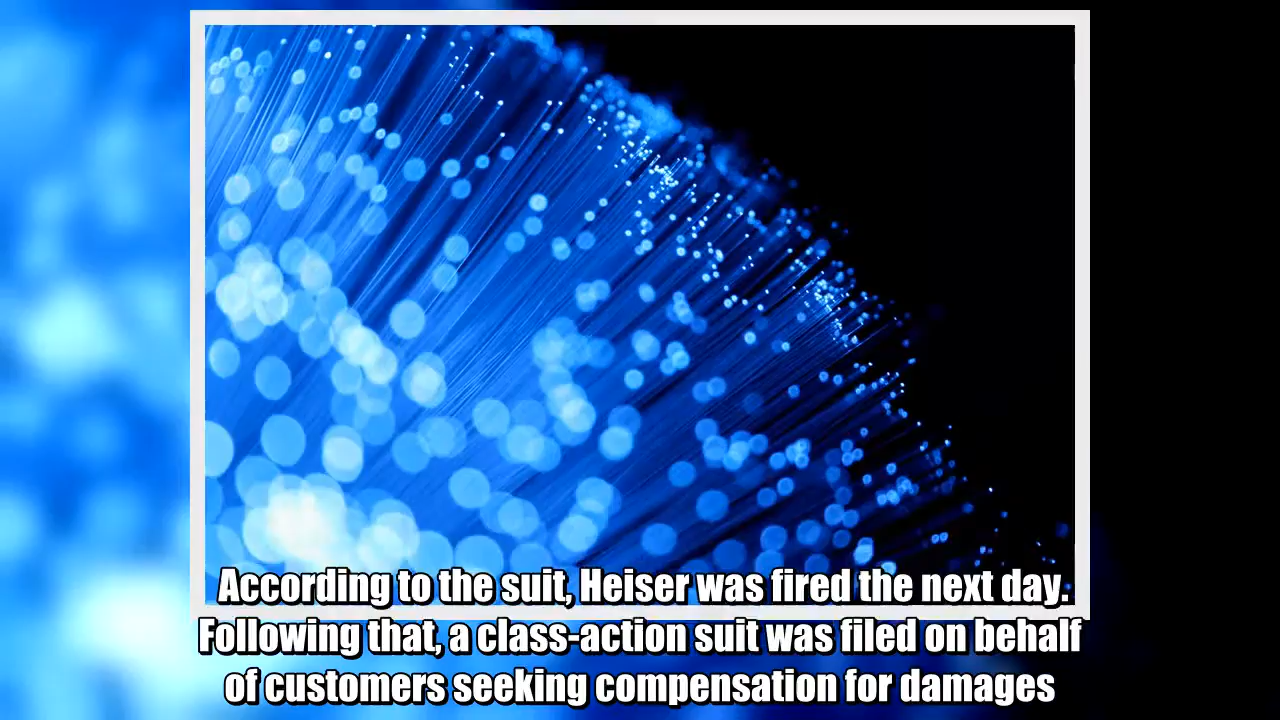 According to the suit, Heiser was fired the next day.
Following that, a class-action suit was filed on behalf
of customers seeking compensation for damages